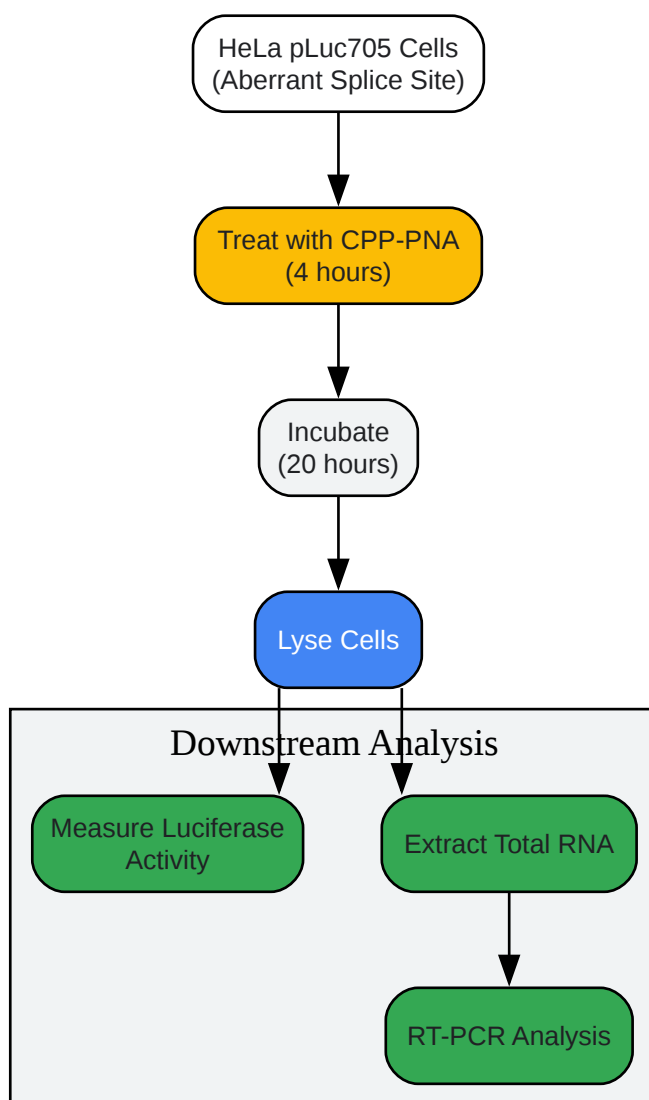 HeLa pLuc705 Cells
(Aberrant Splice Site)
Treat with CPP-PNA
(4 hours)
Incubate
(20 hours)
Lyse Cells
Downstream Analysis
Measure Luciferase
Activity
Extract Total RNA
RT-PCR Analysis